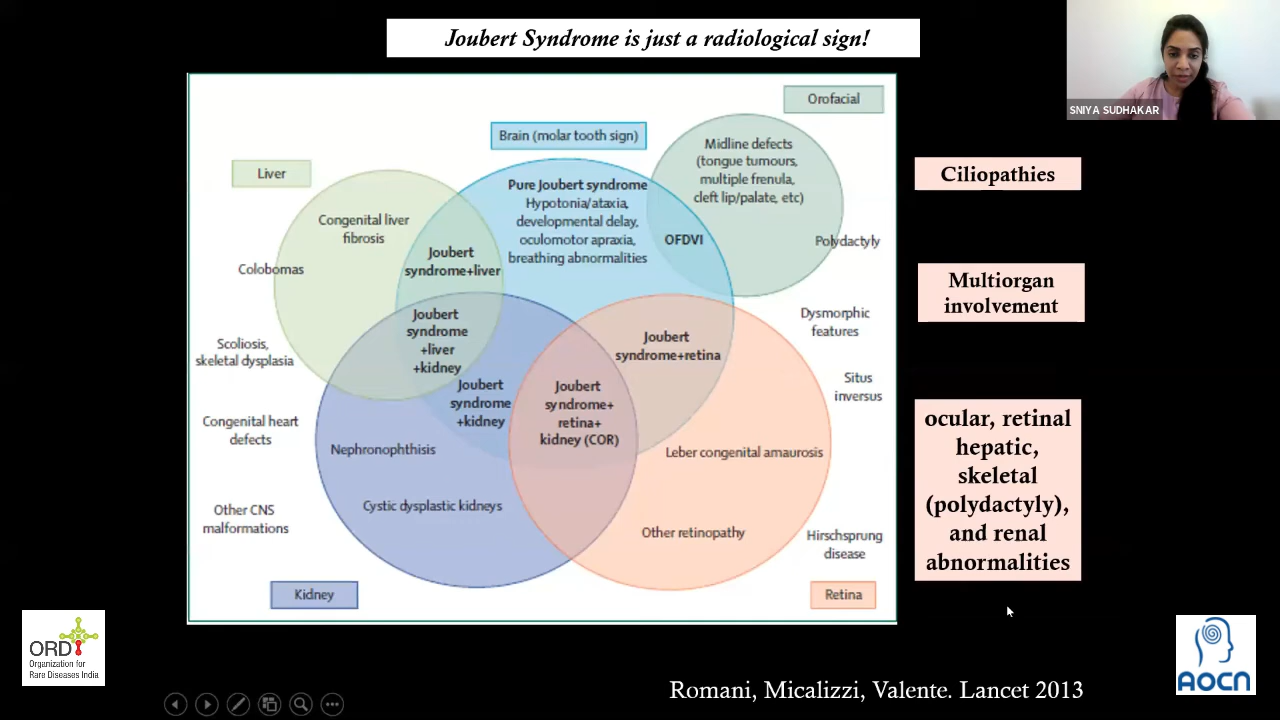 Joubert Syndrome is just a radiological sign!
SNIYA SUDHAKAR
Orofacial
Brain (molar tooth sign)
Liver
Midline defects
(tongue tumours,
multiple frenula,
cleft lip/palate, etc)
Pure Joubert syndrome
Hypotonia/ataxia,
developmental delay,
oculomotor apraxia,
breathing abnormalities
Congenital liver
fibrosis
OFDVI
Polydactyly
Joubert
syndrome+liver
Colobomas
Joubert
syndrome
+liver
+kidney
Dysmorphic
features
Joubert
syndrome+retina
Scoliosis,
skeletal dysplasia
Situs
inversus
Joubert
syndrome
+kidney
Joubert
syndrome+
retina+
kidney (COR)
Congenital heart
defects
Nephronophthisis
Leber congenital amaurosis
Cystic dysplastic kidneys
Other CNS
malformations
Other retinopathy
Hirschsprung
disease
Kidney
Retina
Ciliopathies
Multiorgan
involvement
ocular, retinal
hepatic,
skeletal
(polydactyly),
and renal
abnormalities
ORDI
Organization for
Rare Diseases India
AOCN
Romani, Micalizzi, Valente. Lancet 2013